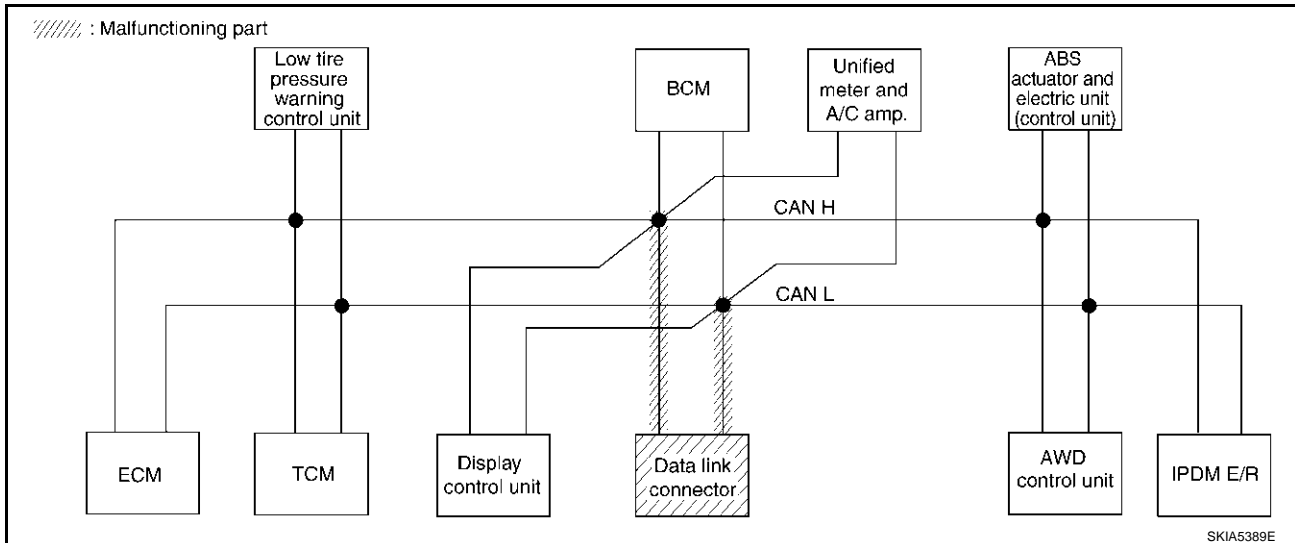 : Malfunctioning part
Low tire
pressure
warning
control unit
BCM
Unified
meter and
A/C amp.
ABS
actuator and
electric unit
(control unit)
CAN H
CAN L
ECM
TCM
Display
control unit
Data link
connector
AWD
control unit
IPDM E/R
SKIA5389E